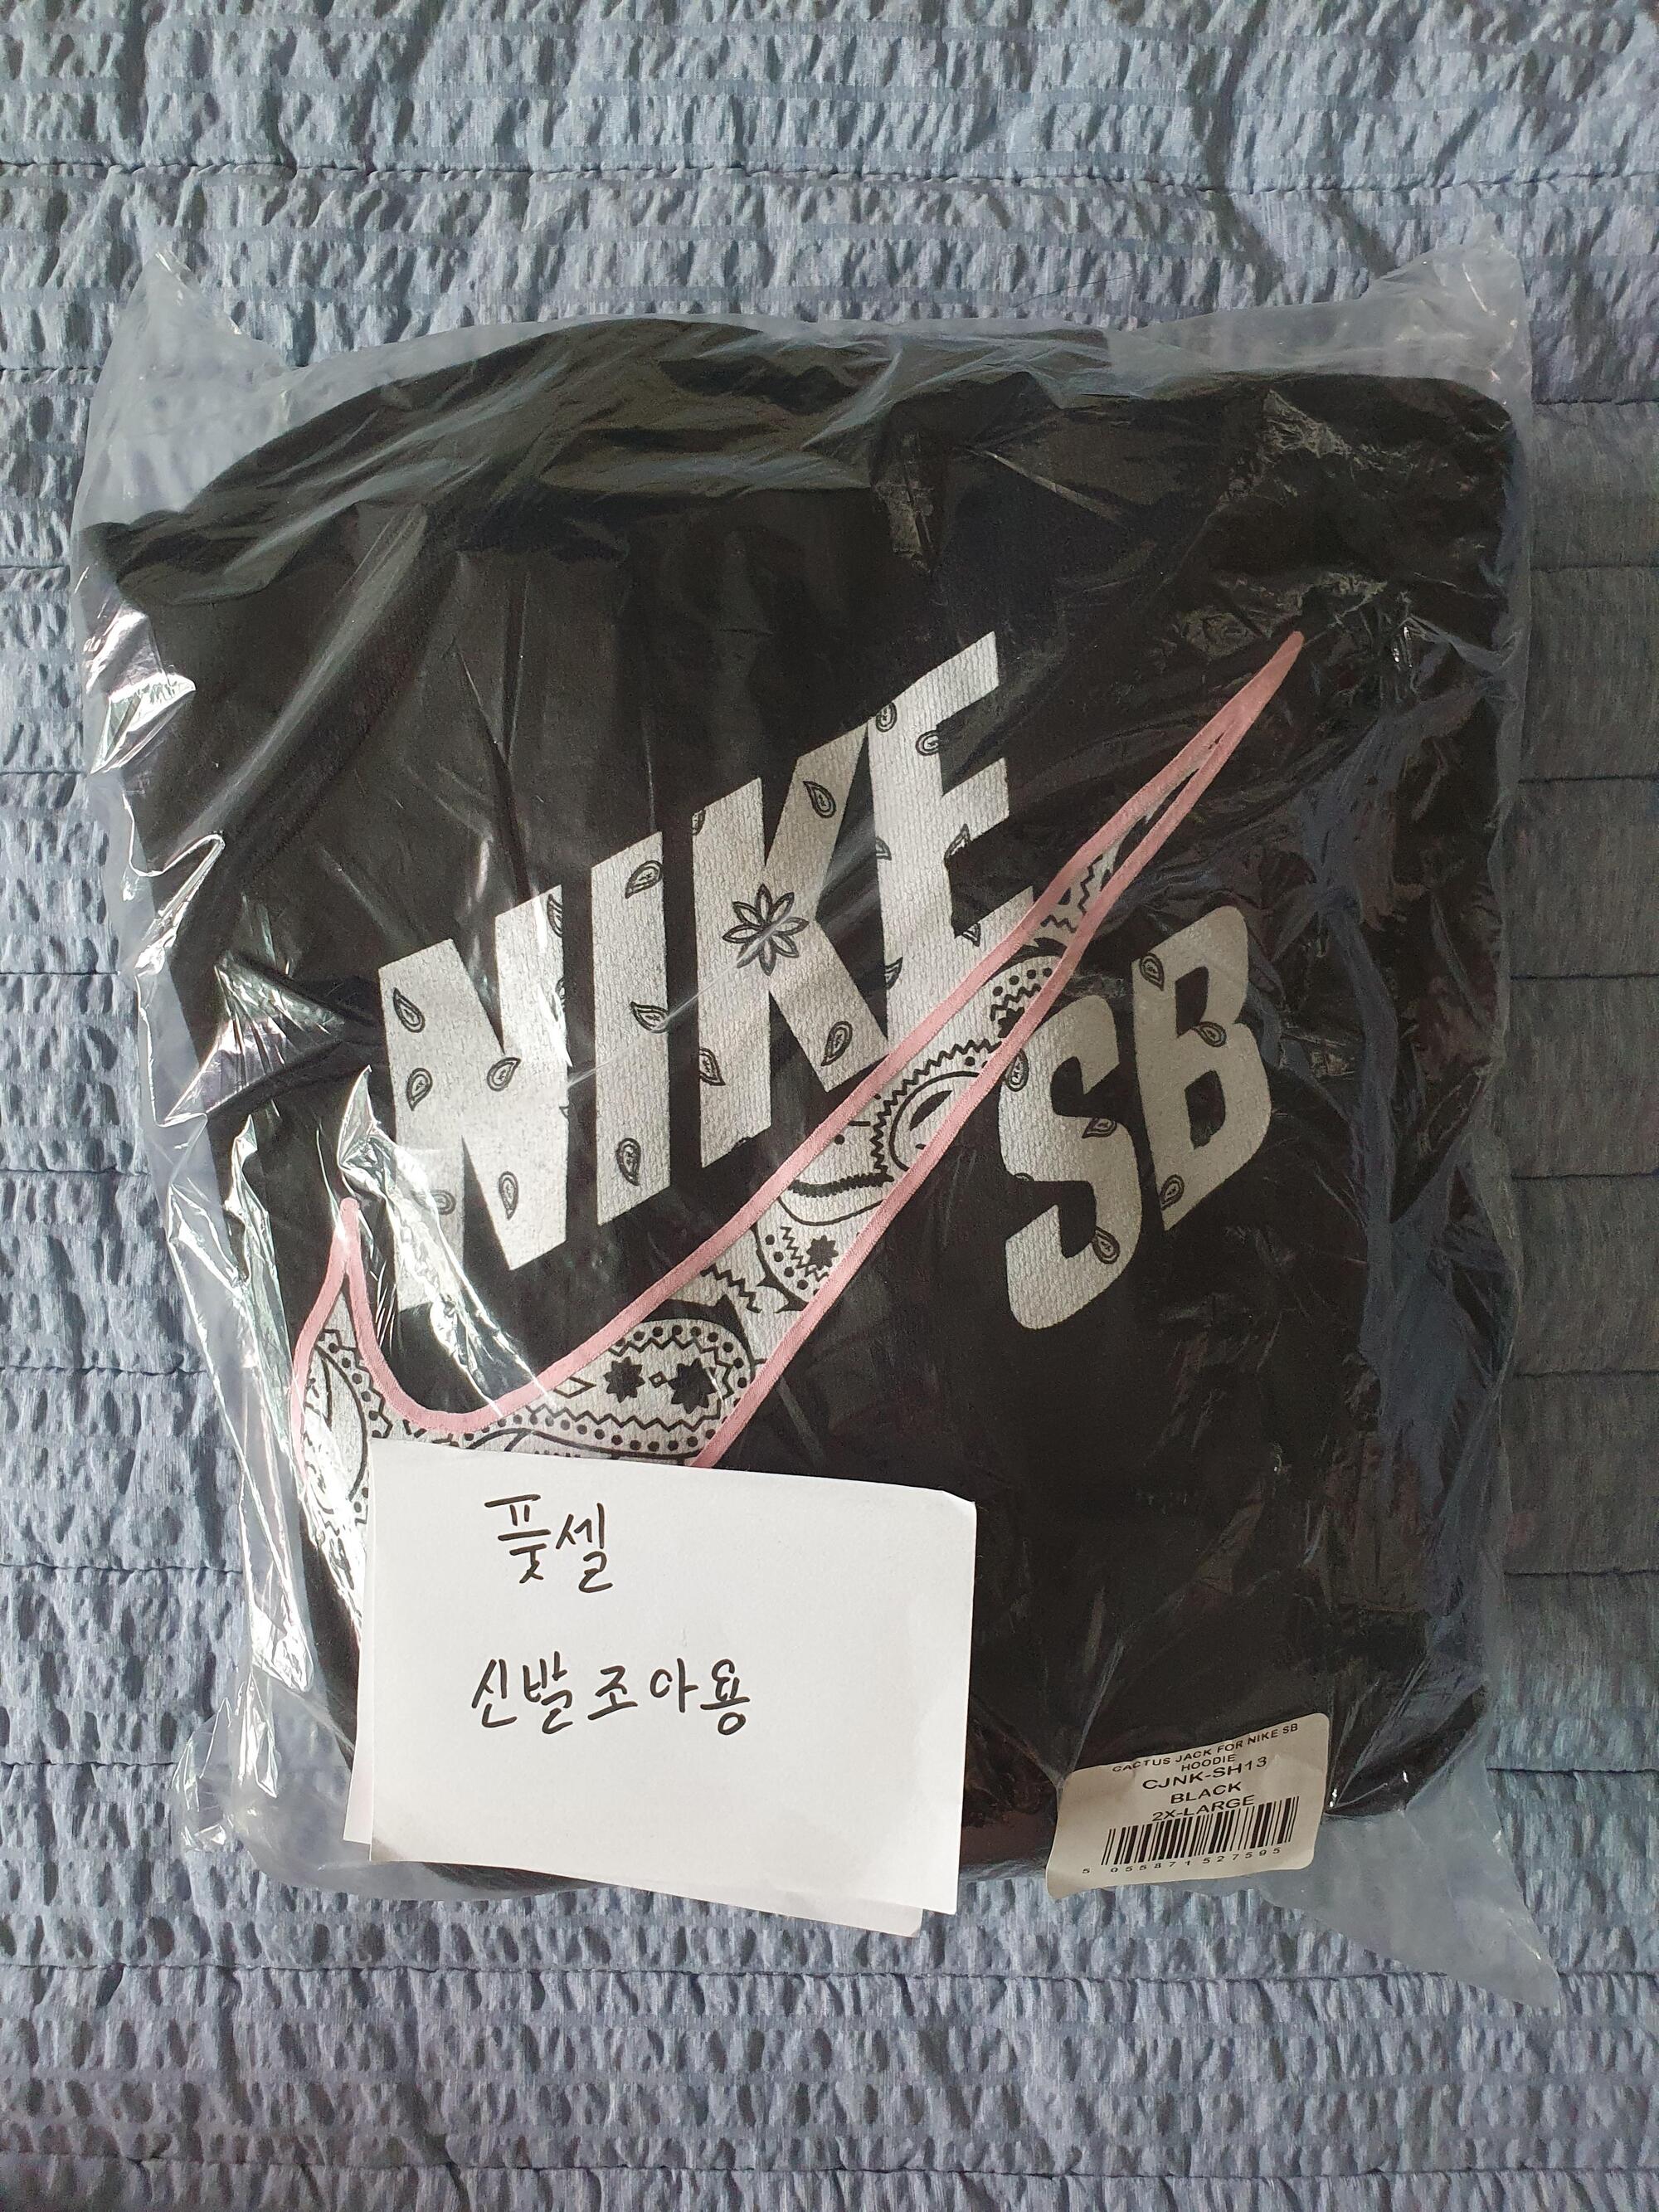 NIKE
SB
풋셀
신발조아용
CACTUS JACK FOR NIKE SB
HOODIE
CJNK-SH13
BLACK
2X-LARGE
5 055871 527595